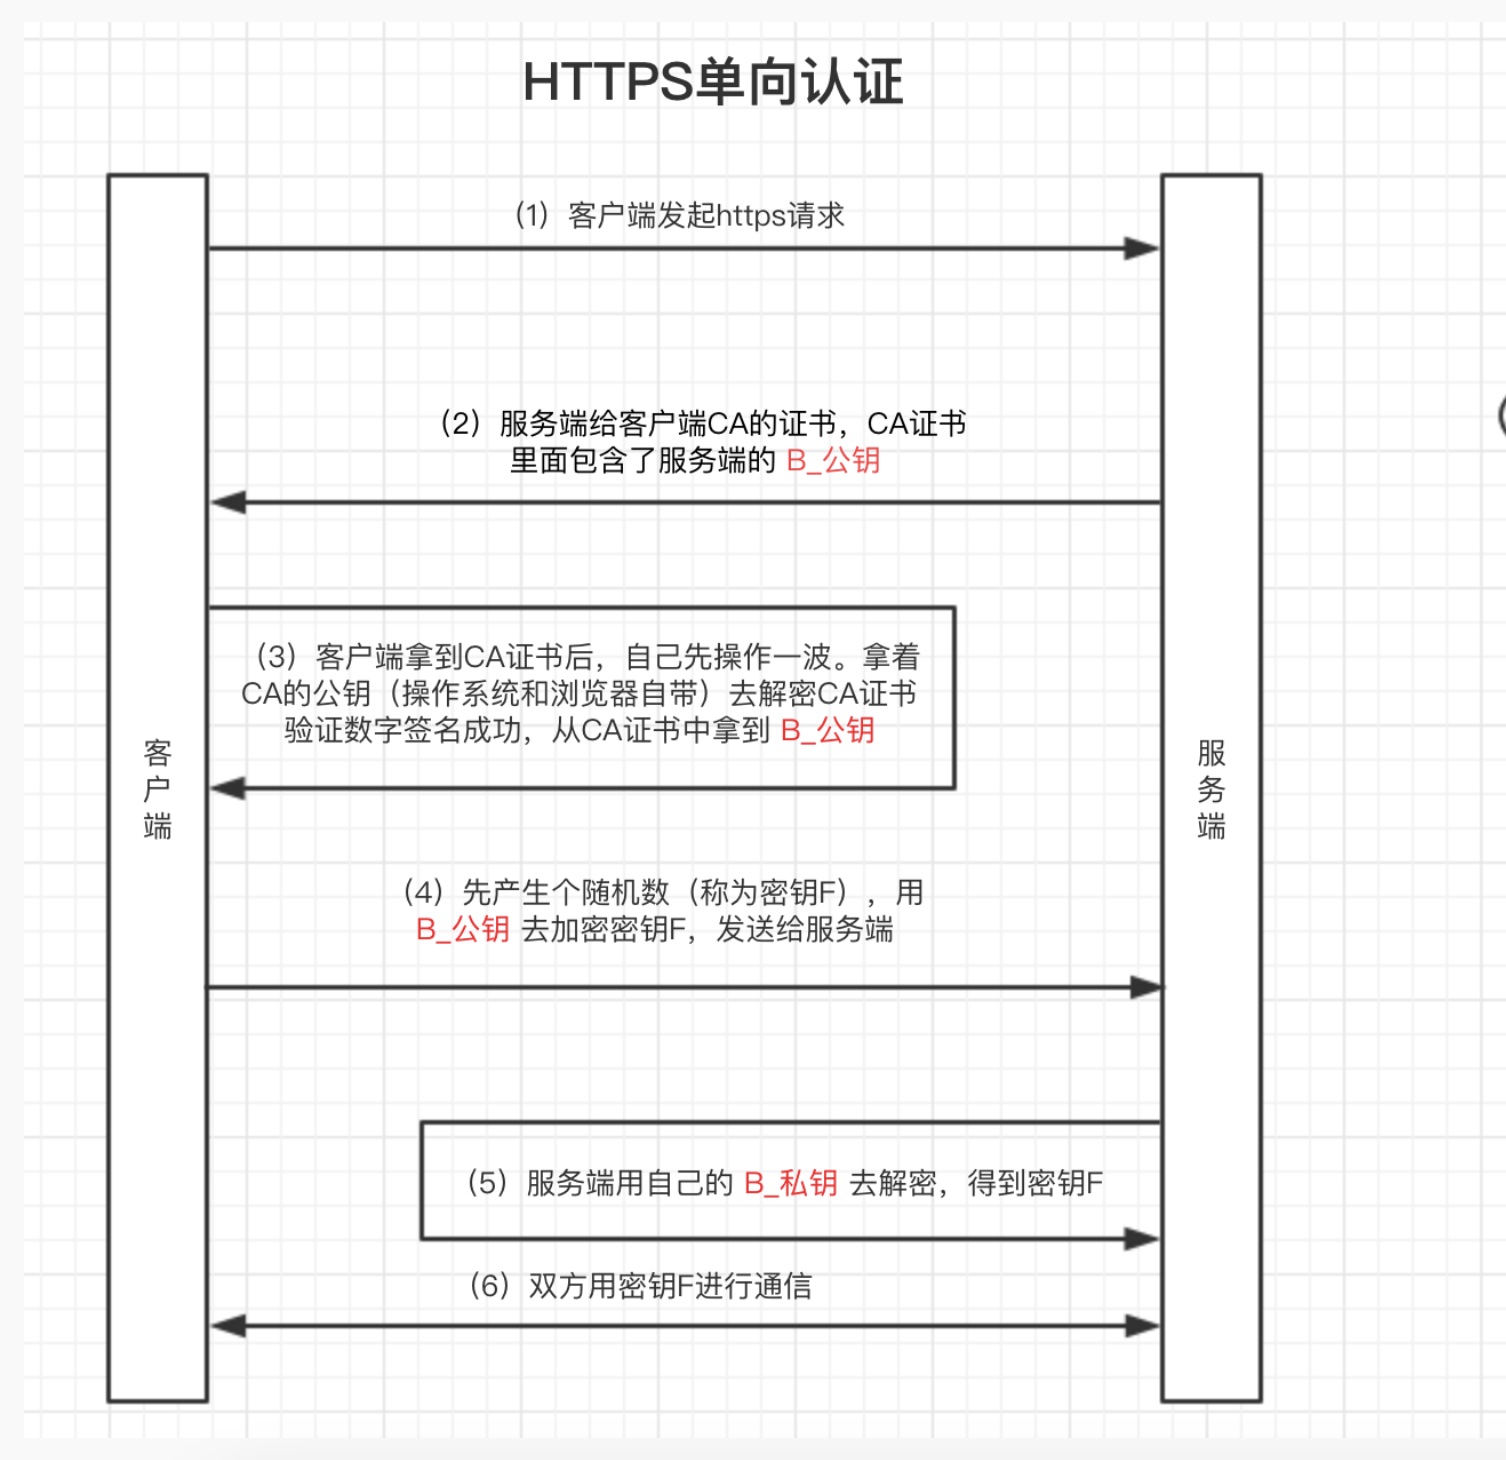 HTTPS单向认证
（1）客户端发起https请求
（2）服务端给客户端CA的证书，CA证书
里面包含了服务端的 B_公钥
（3）客户端拿到CA证书后，自己先操作一波。拿着
CA的公钥（操作系统和浏览器自带）去解密CA证书
验证数字签名成功，从CA证书中拿到 B_公钥
客
户
端
服
务
端
（4）先产生个随机数（称为密钥F），用
B_公钥 去加密密钥F，发送给服务端
（5）服务端用自己的 B_私钥 去解密，得到密钥F
（6）双方用密钥F进行通信